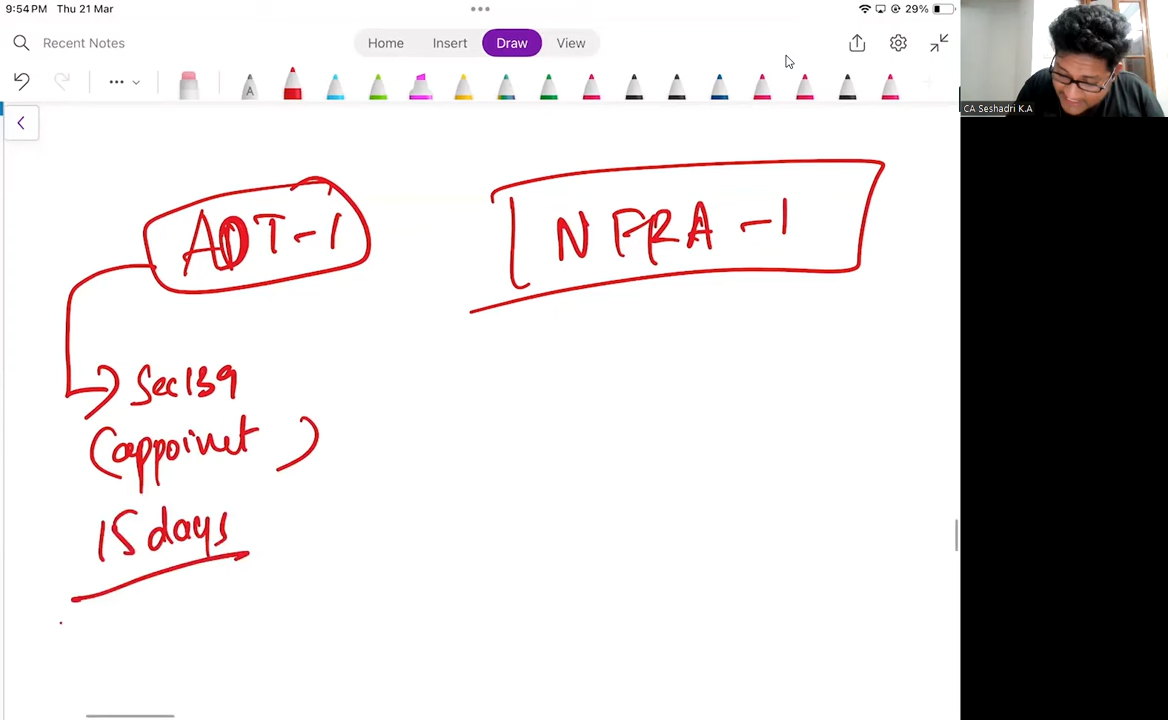 9:54 PM Thu 21 Mar
29%
Recent Notes
Home Insert Draw View
A
CA Seshadri K.A
ADT-1
NFRA-1
Sec 139
(appoinet )
15 days